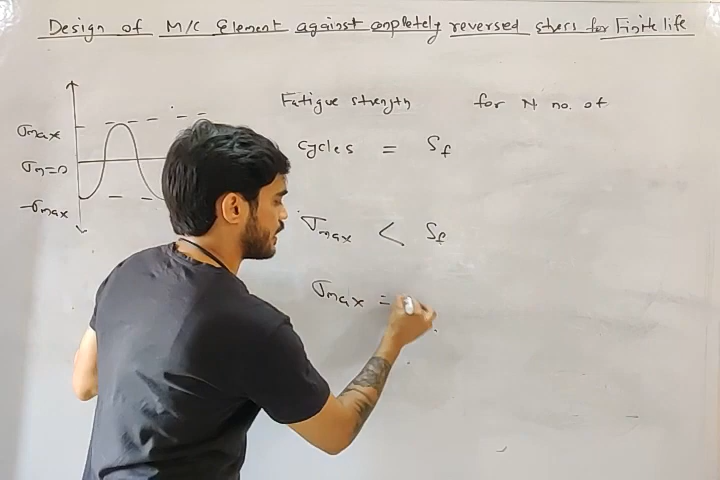 Design of M/C Element against completely reversed stress for Finite life
σmax
σm=0
-σmax
Fatigue strength for N no. of
cycles = Sf
σmax < Sf
σmax =